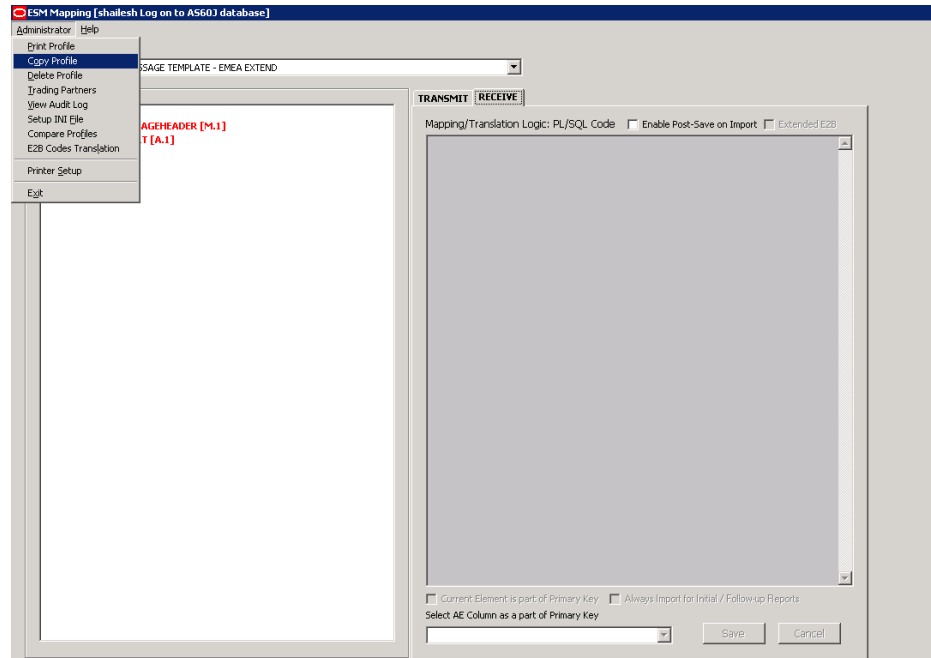 ESM Mapping [shailesh Log on to AS60J database]
Administrator Help
Print Profile
Copy Profile
Delete Profile
Trading Partners
View Audit Log
Setup INI File
Compare Profiles
E2B Codes Translation
Printer Setup
Exit
SSAGE TEMPLATE - EMEA EXTEND
AGEHEADER [M.1]
T [A.1]
TRANSMIT RECEIVE
Mapping/Translation Logic: PL/SQL Code Enable Post-Save on Import Extended E2B
Current Element is part of Primary Key Always Import for Initial / Follow-up Reports
Select AE Column as a part of Primary Key
Save Cancel